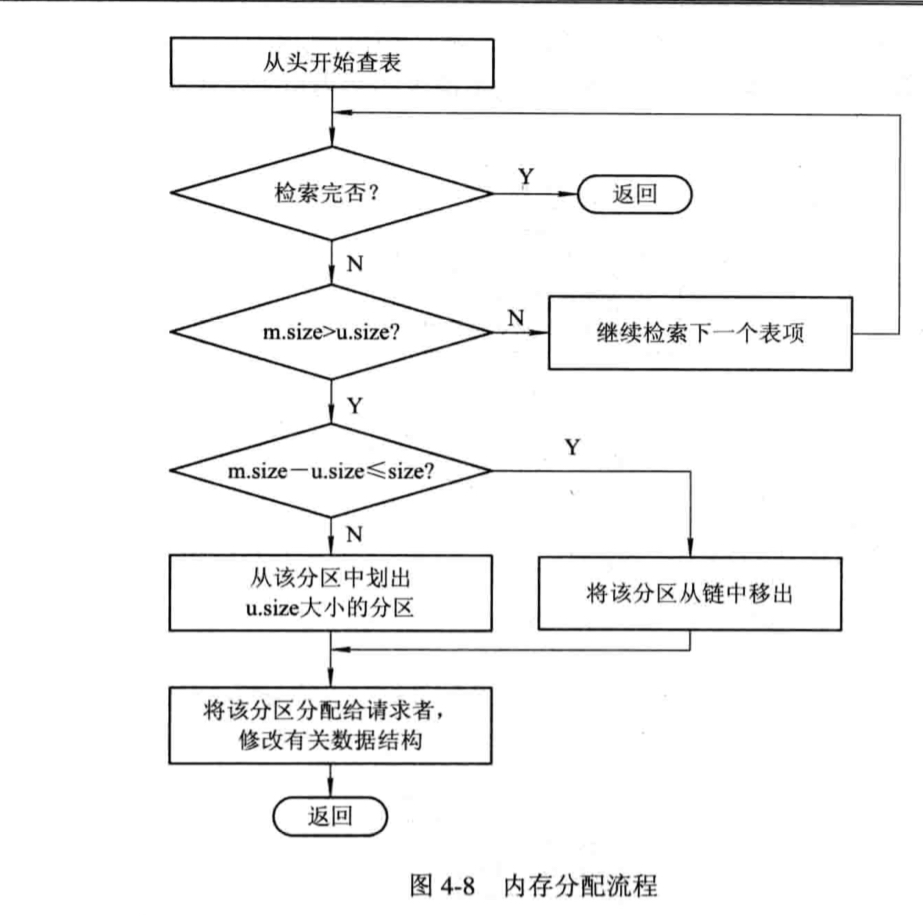 从头开始查表
检索完否？
Y
返回
N
m.size>u.size?
N
继续检索下一个表项
Y
m.size－u.size≤size?
Y
N
从该分区中划出
u.size大小的分区
将该分区从链中移出
将该分区分配给请求者，
修改有关数据结构
返回
图 4-8 内存分配流程